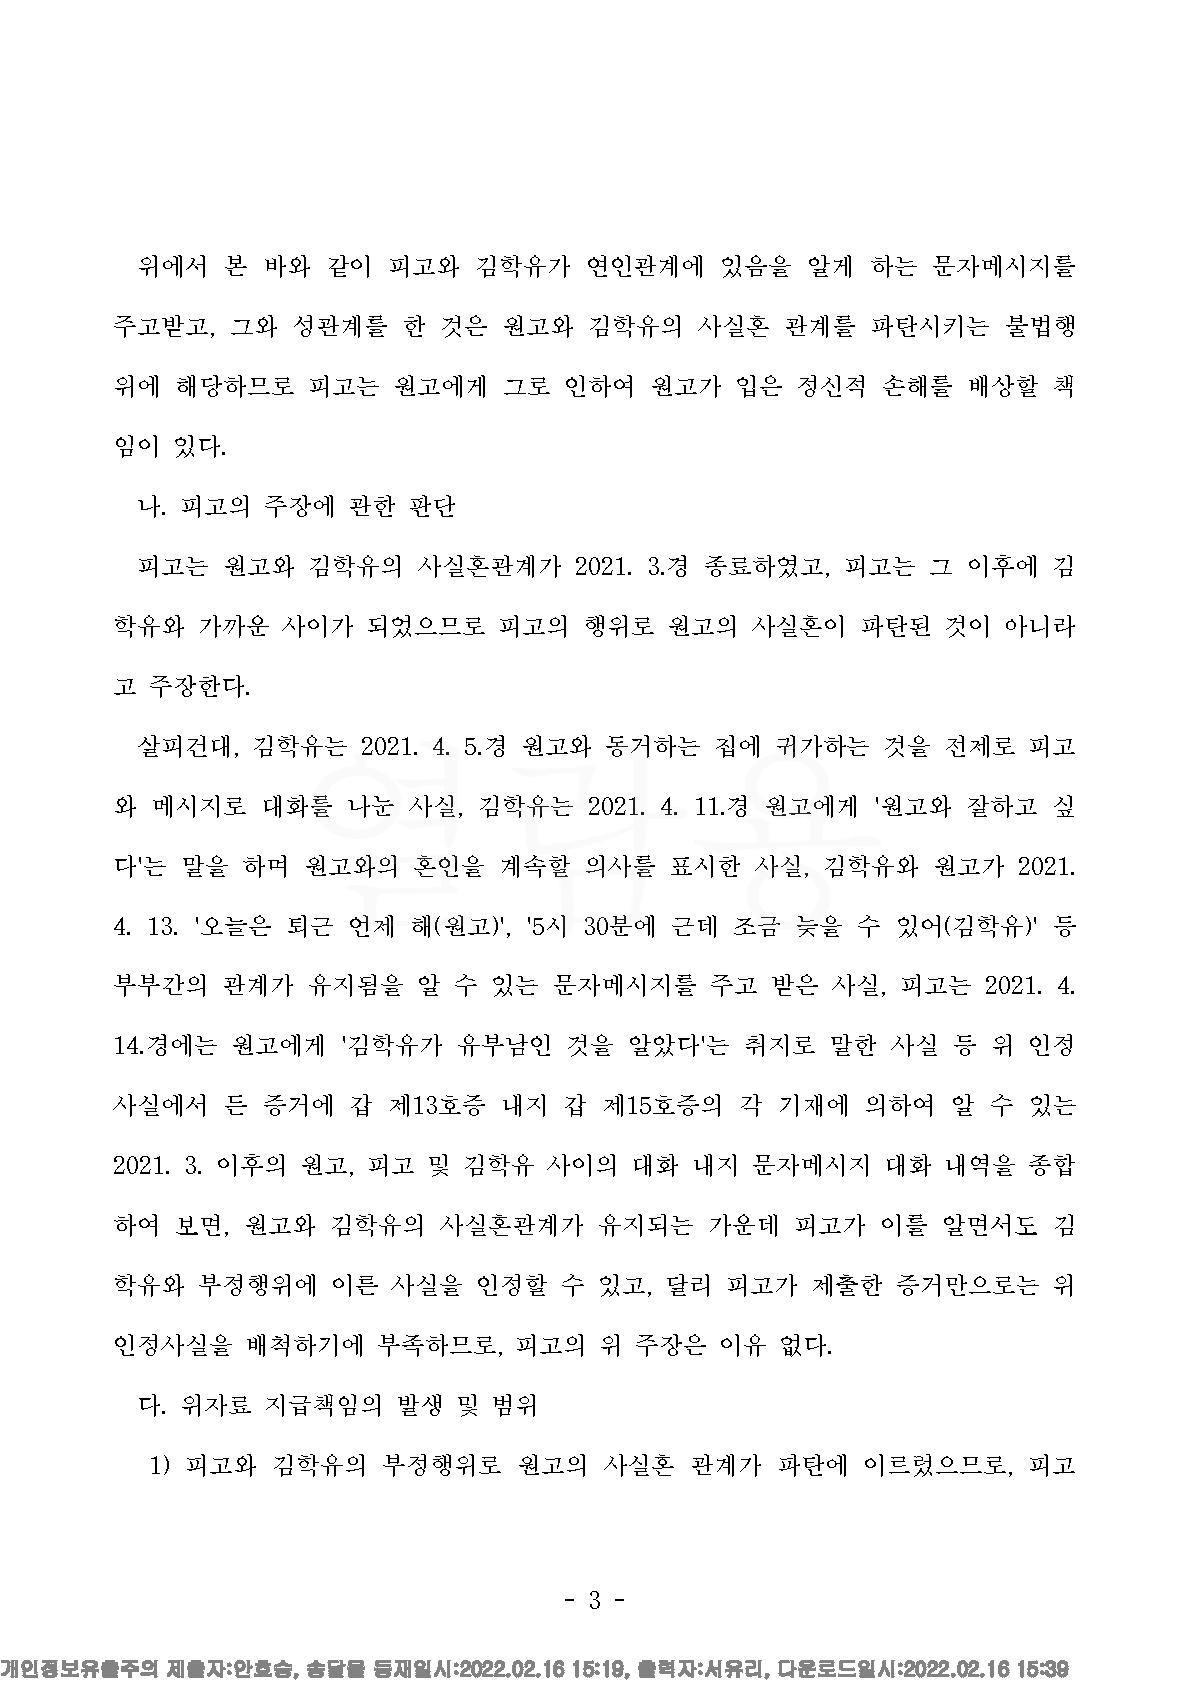 위에서 본 바와 같이 피고와 김학유가 연인관계에 있음을 알게 하는 문자메시지를
주고받고, 그와 성관계를 한 것은 원고와 김학유의 사실혼 관계를 파탄시키는 불법행
위에 해당하므로 피고는 원고에게 그로 인하여 원고가 입은 정신적 손해를 배상할 책
임이 있다.
나. 피고의 주장에 관한 판단
피고는 원고와 김학유의 사실혼관계가 2021. 3.경 종료하였고, 피고는 그 이후에 김
학유와 가까운 사이가 되었으므로 피고의 행위로 원고의 사실혼이 파탄된 것이 아니라
고 주장한다.
살피건대, 김학유는 2021. 4. 5.경 원고와 동거하는 집에 귀가하는 것을 전제로 피고
와 메시지로 대화를 나눈 사실, 김학유는 2021. 4. 11.경 원고에게 '원고와 잘하고 싶
다'는 말을 하며 원고와의 혼인을 계속할 의사를 표시한 사실, 김학유와 원고가 2021.
4. 13. '오늘은 퇴근 언제 해(원고)', '5시 30분에 근데 조금 늦을 수 있어(김학유)' 등
부부간의 관계가 유지됨을 알 수 있는 문자메시지를 주고 받은 사실, 피고는 2021. 4.
14.경에는 원고에게 '김학유가 유부남인 것을 알았다'는 취지로 말한 사실 등 위 인정
사실에서 든 증거에 갑 제13호증 내지 갑 제15호증의 각 기재에 의하여 알 수 있는
2021. 3. 이후의 원고, 피고 및 김학유 사이의 대화 내지 문자메시지 대화 내역을 종합
하여 보면, 원고와 김학유의 사실혼관계가 유지되는 가운데 피고가 이를 알면서도 김
학유와 부정행위에 이른 사실을 인정할 수 있고, 달리 피고가 제출한 증거만으로는 위
인정사실을 배척하기에 부족하므로, 피고의 위 주장은 이유 없다.
다. 위자료 지급책임의 발생 및 범위
1) 피고와 김학유의 부정행위로 원고의 사실혼 관계가 파탄에 이르렀으므로, 피고
열람용
- 3 -
개인정보유출주의 제출자:안호승, 송달물 등재일시:2022.02.16 15:19, 출력자:서유리, 다운로드일시:2022.02.16 15:39